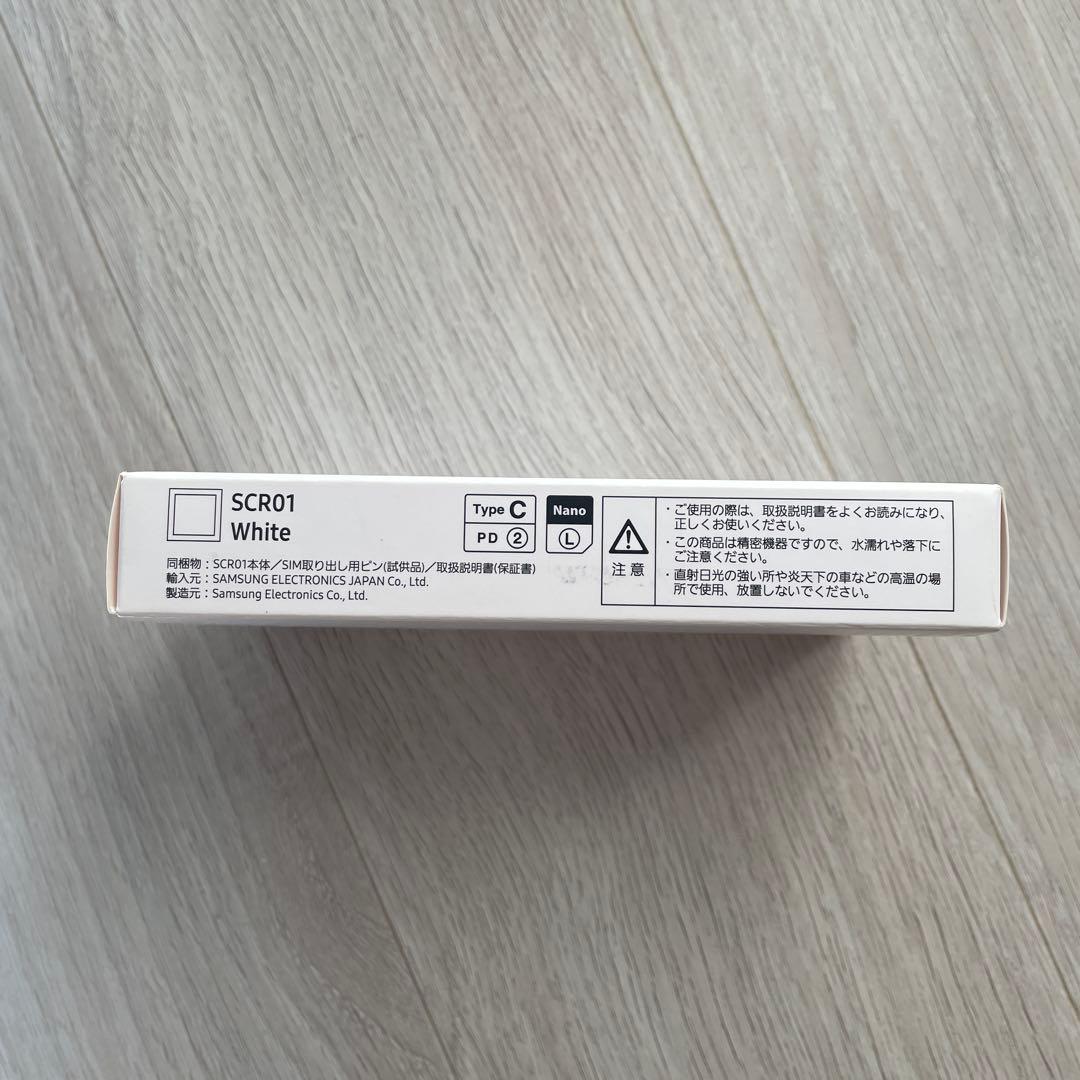 SCR01
White
同梱物:SCR01本体/SIM取り出し用ピン(試供品)/取扱説明書(保証書)
輸入元:SAMSUNG ELECTRONICS JAPAN Co., Ltd.
製造元:Samsung Electronics Co., Ltd.
Type C
PD ②
Nano
Ⓛ
注意
・ご使用の際は、取扱説明書をよくお読みになり、
正しくお使いください。
・この商品は精密機器ですので、水濡れや落下に
ご注意ください。
・直射日光の強い所や炎天下の車などの高温の場
所で使用、放置しないでください。